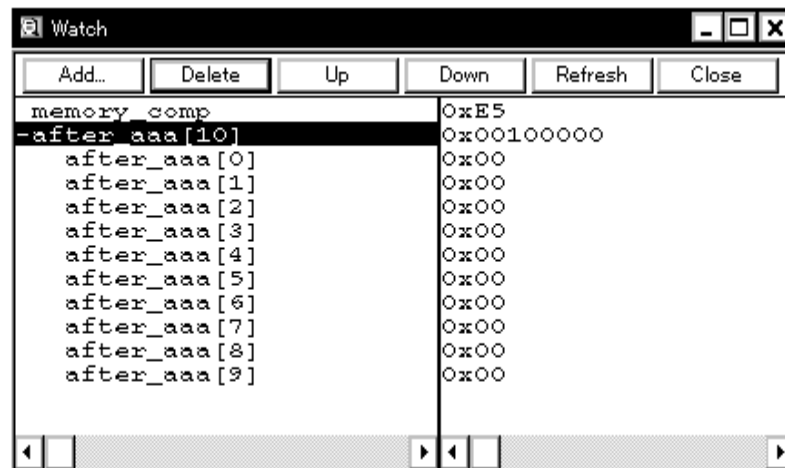 Watch
Add... Delete Up Down Refresh Close
memory_comp 0xE5
-after_aaa[10] 0x00100000
after_aaa[0] 0x00
after_aaa[1] 0x00
after_aaa[2] 0x00
after_aaa[3] 0x00
after_aaa[4] 0x00
after_aaa[5] 0x00
after_aaa[6] 0x00
after_aaa[7] 0x00
after_aaa[8] 0x00
after_aaa[9] 0x00